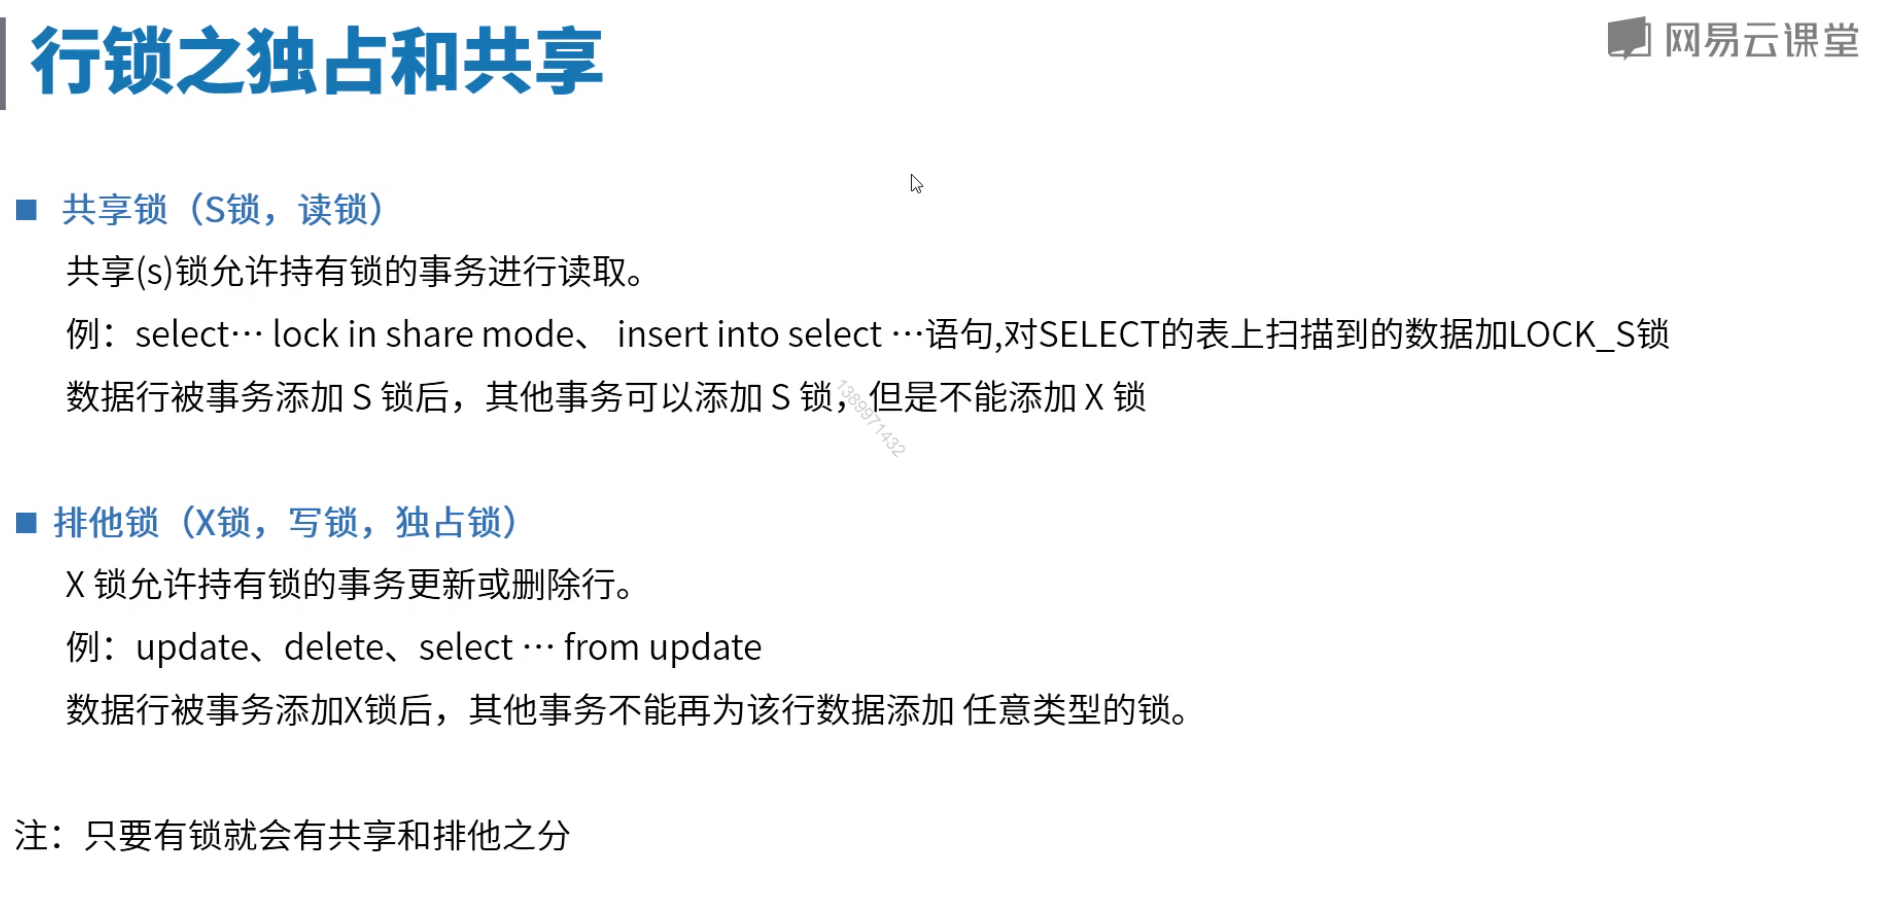 行锁之独占和共享
网易云课堂
■ 共享锁（S锁，读锁）
共享(s)锁允许持有锁的事务进行读取。
例：select… lock in share mode、 insert into select …语句,对SELECT的表上扫描到的数据加LOCK_S锁
数据行被事务添加 S 锁后，其他事务可以添加 S 锁，但是不能添加 X 锁
1389971432
■ 排他锁（X锁，写锁，独占锁）
X 锁允许持有锁的事务更新或删除行。
例：update、delete、select … from update
数据行被事务添加X锁后，其他事务不能再为该行数据添加 任意类型的锁。
注：只要有锁就会有共享和排他之分